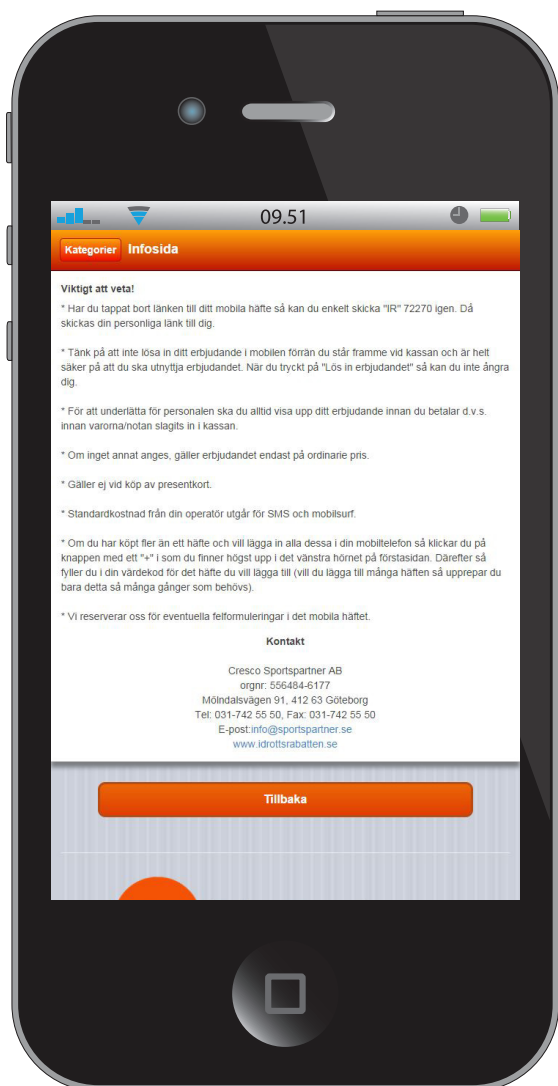 09.51
Kategorier Infosida
Viktigt att veta!
* Har du tappat bort länken till ditt mobila häfte så kan du enkelt skicka "IR" 72270 igen. Då
skickas din personliga länk till dig.
* Tänk på att inte lösa in ditt erbjudande i mobilen förrän du står framme vid kassan och är helt
säker på att du ska utnyttja erbjudandet. När du tryckt på "Lös in erbjudandet" så kan du inte ångra
dig.
* För att underlätta för personalen ska du alltid visa upp ditt erbjudande innan du betalar d.v.s.
innan varorna/notan slagits in i kassan.
* Om inget annat anges, gäller erbjudandet endast på ordinarie pris.
* Gäller ej vid köp av presentkort.
* Standardkostnad från din operatör utgår för SMS och mobilsurf.
* Om du har köpt fler än ett häfte och vill lägga in alla dessa i din mobiltelefon så klickar du på
knappen med ett "+" i som du finner högst upp i det vänstra hörnet på förstasidan. Därefter så
fyller du i din värdekod för det häfte du vill lägga till (vill du lägga till många häften så upprepar du
bara detta så många gånger som behövs).
* Vi reserverar oss för eventuella felformuleringar i det mobila häftet.
Kontakt
Cresco Sportspartner AB
orgnr: 556484-6177
Mölndalsvägen 91, 412 63 Göteborg
Tel: 031-742 55 50, Fax: 031-742 55 50
E-post:info@sportspartner.se
www.idrottsrabatten.se
Tillbaka